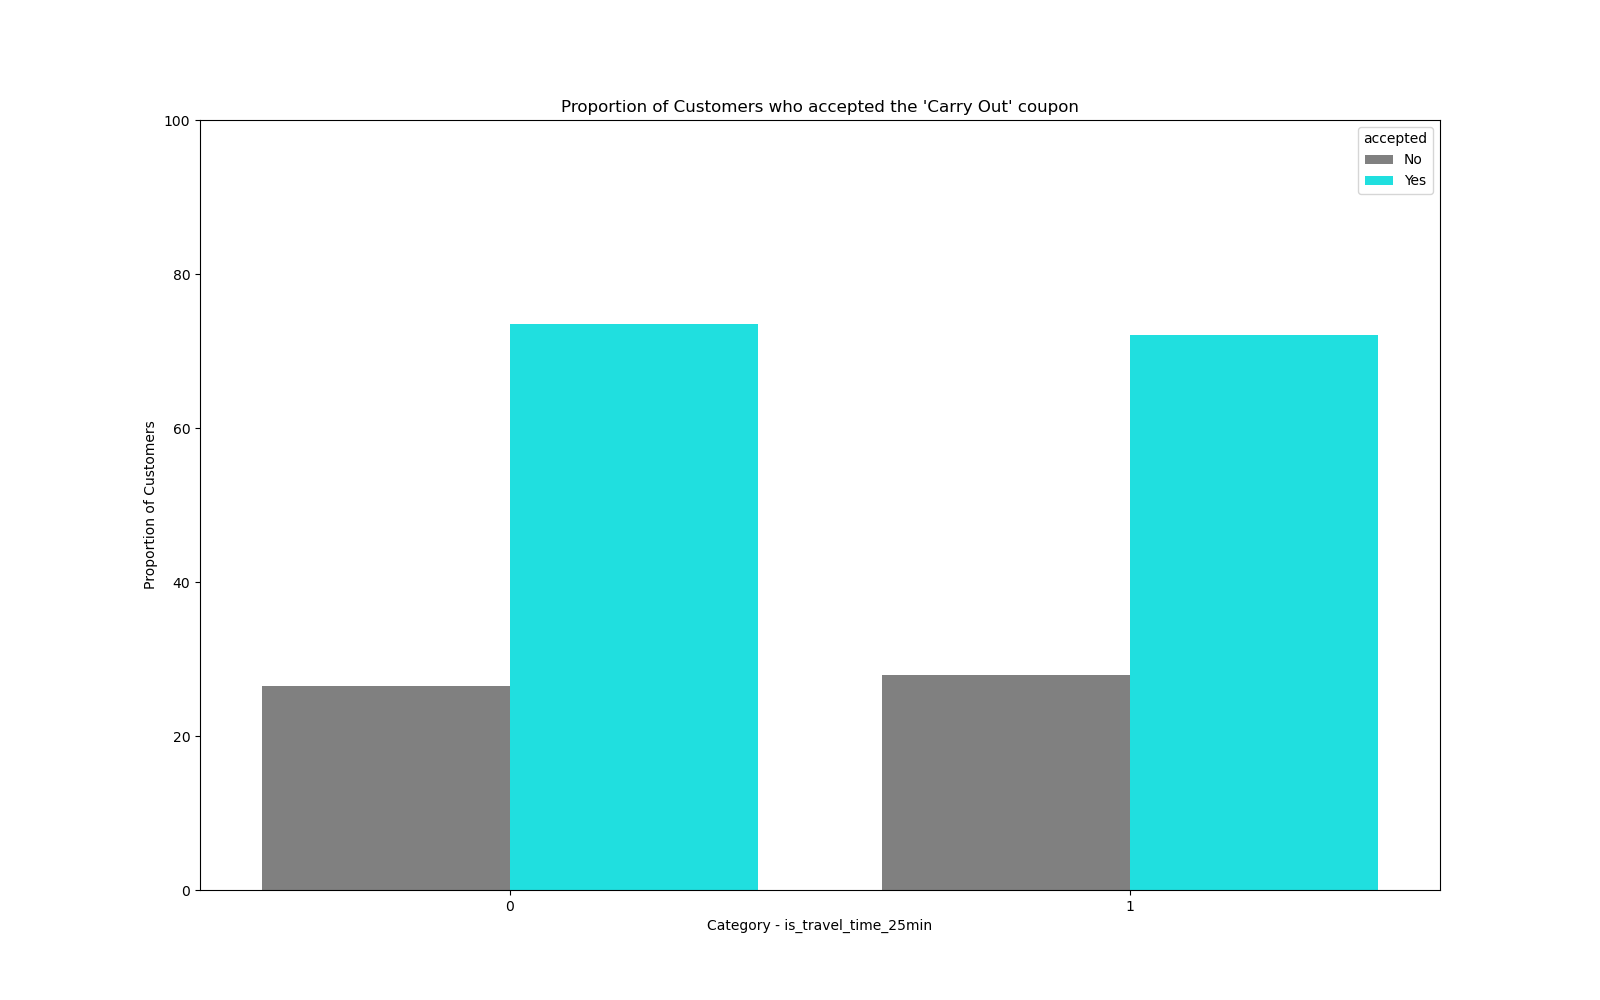 Proportion of Customers who accepted the 'Carry Out' coupon
100
80
60
40
20
0
Proportion of Customers
accepted
No
Yes
0
1
Category - is_travel_time_25min